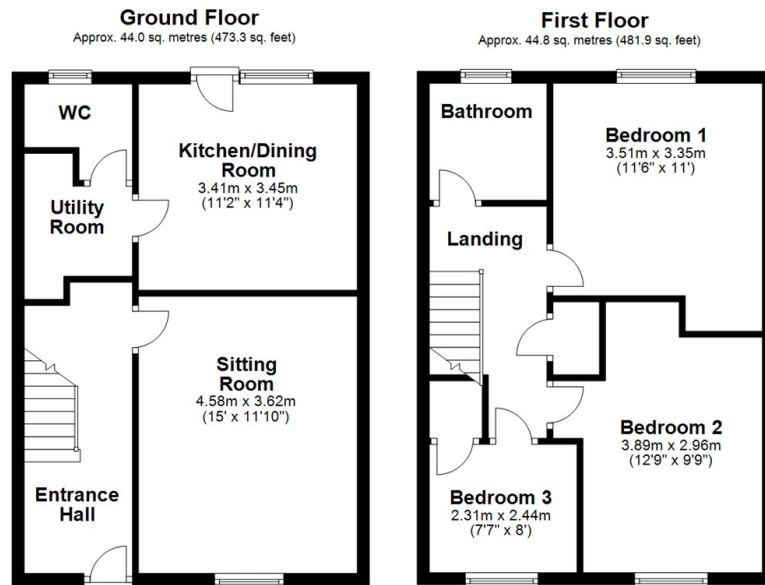 Ground Floor
Approx. 44.0 sq. metres (473.3 sq. feet)
WC
Kitchen/Dining
Room
3.41m x 3.45m
(11'2" x 11'4")
Utility
Room
Sitting
Room
4.58m x 3.62m
(15' x 11'10")
Entrance
Hall
First Floor
Approx. 44.8 sq. metres (481.9 sq. feet)
Bathroom
Bedroom 1
3.51m x 3.35m
(11'6" x 11')
Landing
Bedroom 2
3.89m x 2.96m
(12'9" x 9'9")
Bedroom 3
2.31m x 2.44m
(7'7" x 8')